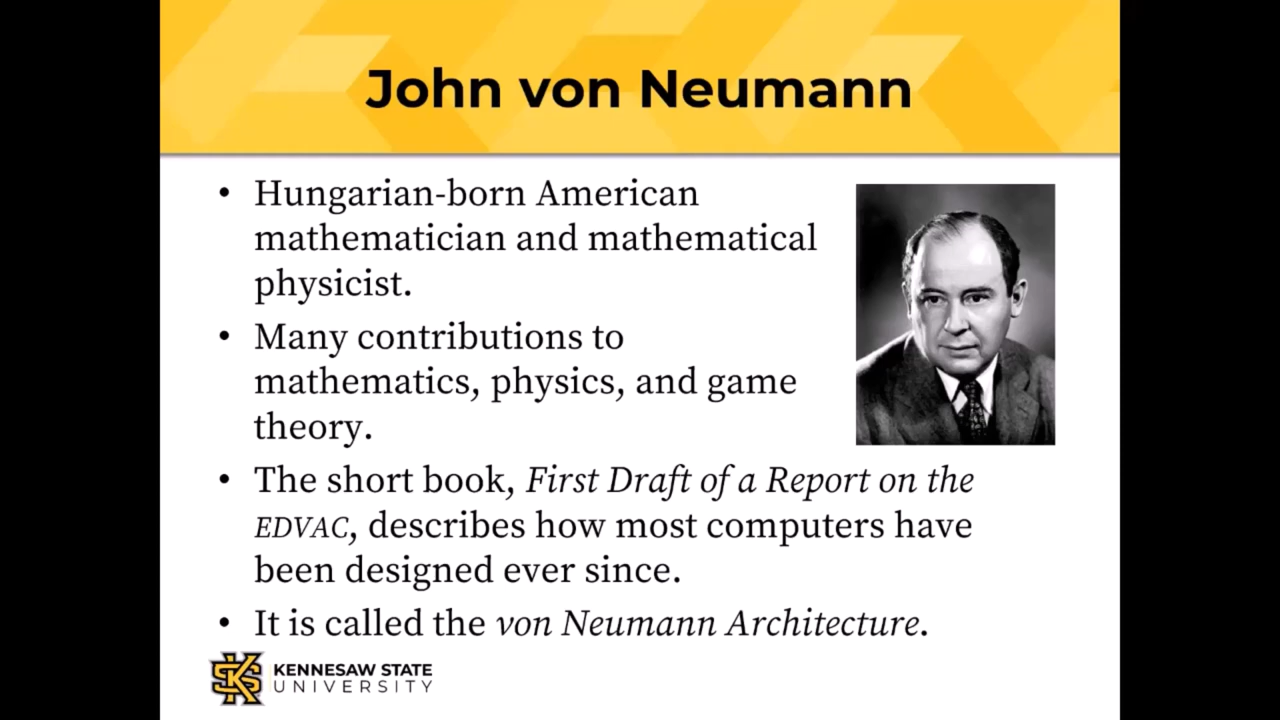 John von Neumann
• Hungarian-born American
mathematician and mathematical
physicist.
• Many contributions to
mathematics, physics, and game
theory.
• The short book, First Draft of a Report on the
EDVAC, describes how most computers have
been designed ever since.
• It is called the von Neumann Architecture.
KS
KENNESAW STATE
UNIVERSITY